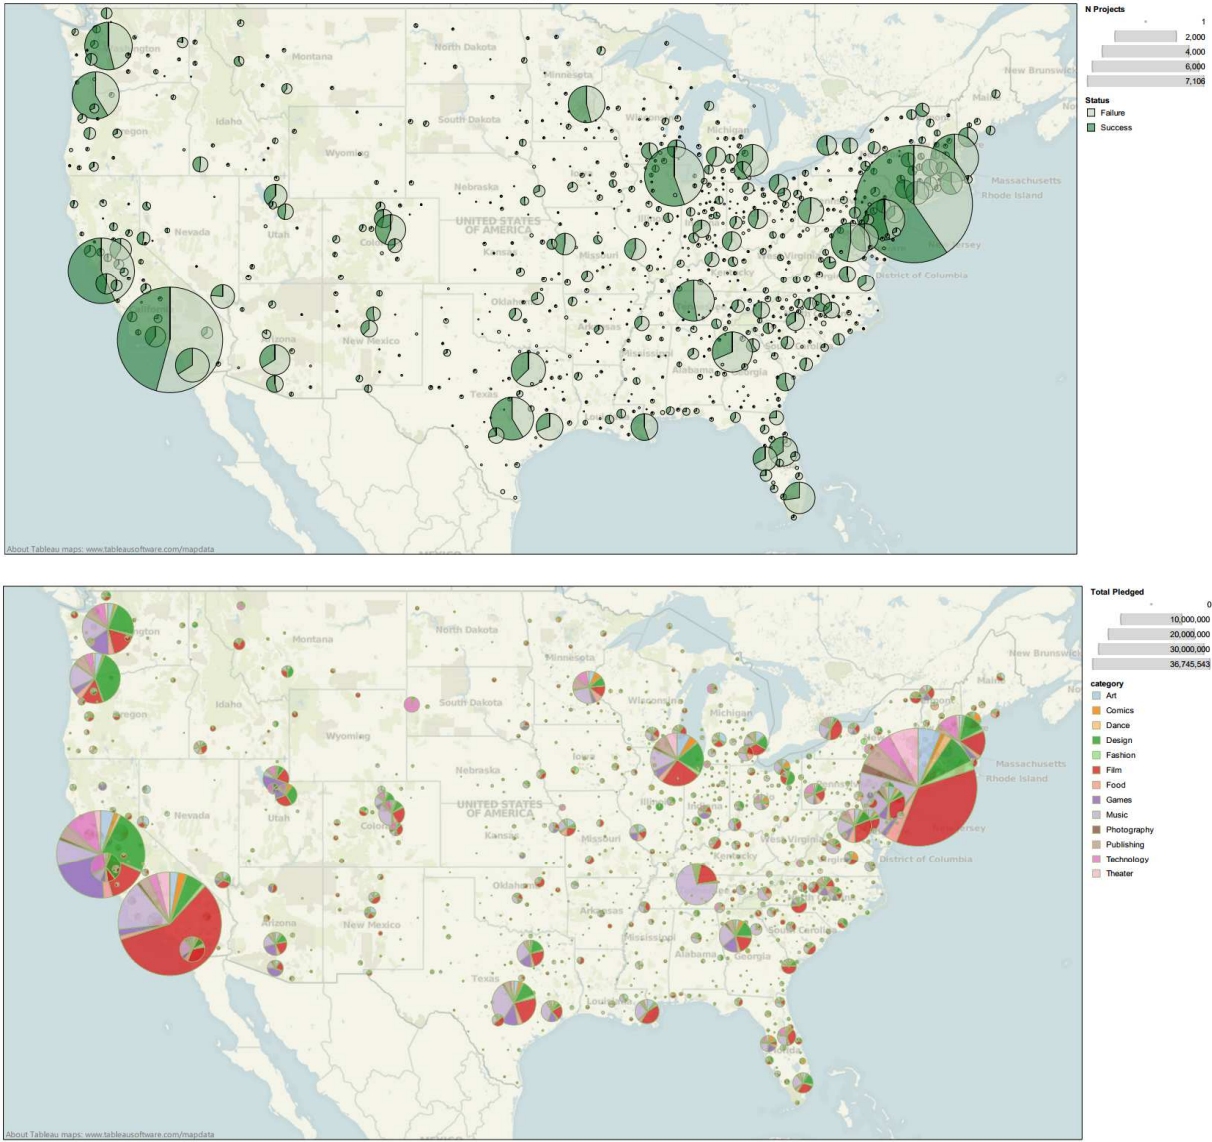 N Projects
1
2,000
4,000
6,000
7,106
Status
Failure
Success
North Dakota
Montana
Minnesota
New Brunswick
Idaho
South Dakota
Michigan
Wyoming
Nebraska
Massachusetts
Rhode Island
UNITED STATES
OF AMERICA
Nevada
Utah
Kansas
Missouri
West Virginia
Kentucky
District of Columbia
Oklahoma
Arkansas
Arizona
New Mexico
Mississippi
Alabama
Georgia
Texas
About Tableau maps: www.tableausoftware.com/mapdata
Total Pledged
0
10,000,000
20,000,000
30,000,000
36,745,543
category
Art
Comics
Dance
Design
Fashion
Film
Food
Games
Music
Photography
Publishing
Technology
Theater
North Dakota
Montana
Minnesota
New Brunswick
Maine
Idaho
South Dakota
Wisconsin
Michigan
Wyoming
Iowa
Massachusetts
Nebraska
Rhode Island
UNITED STATES
OF AMERICA
Nevada
Utah
Indiana
Kansas
Missouri
West Virginia
Kentucky
District of Columbia
Oklahoma
Arkansas
Arizona
New Mexico
Mississippi
South Carolina
Alabama
Georgia
Texas
Louisiana
Florida
About Tableau maps: www.tableausoftware.com/mapdata